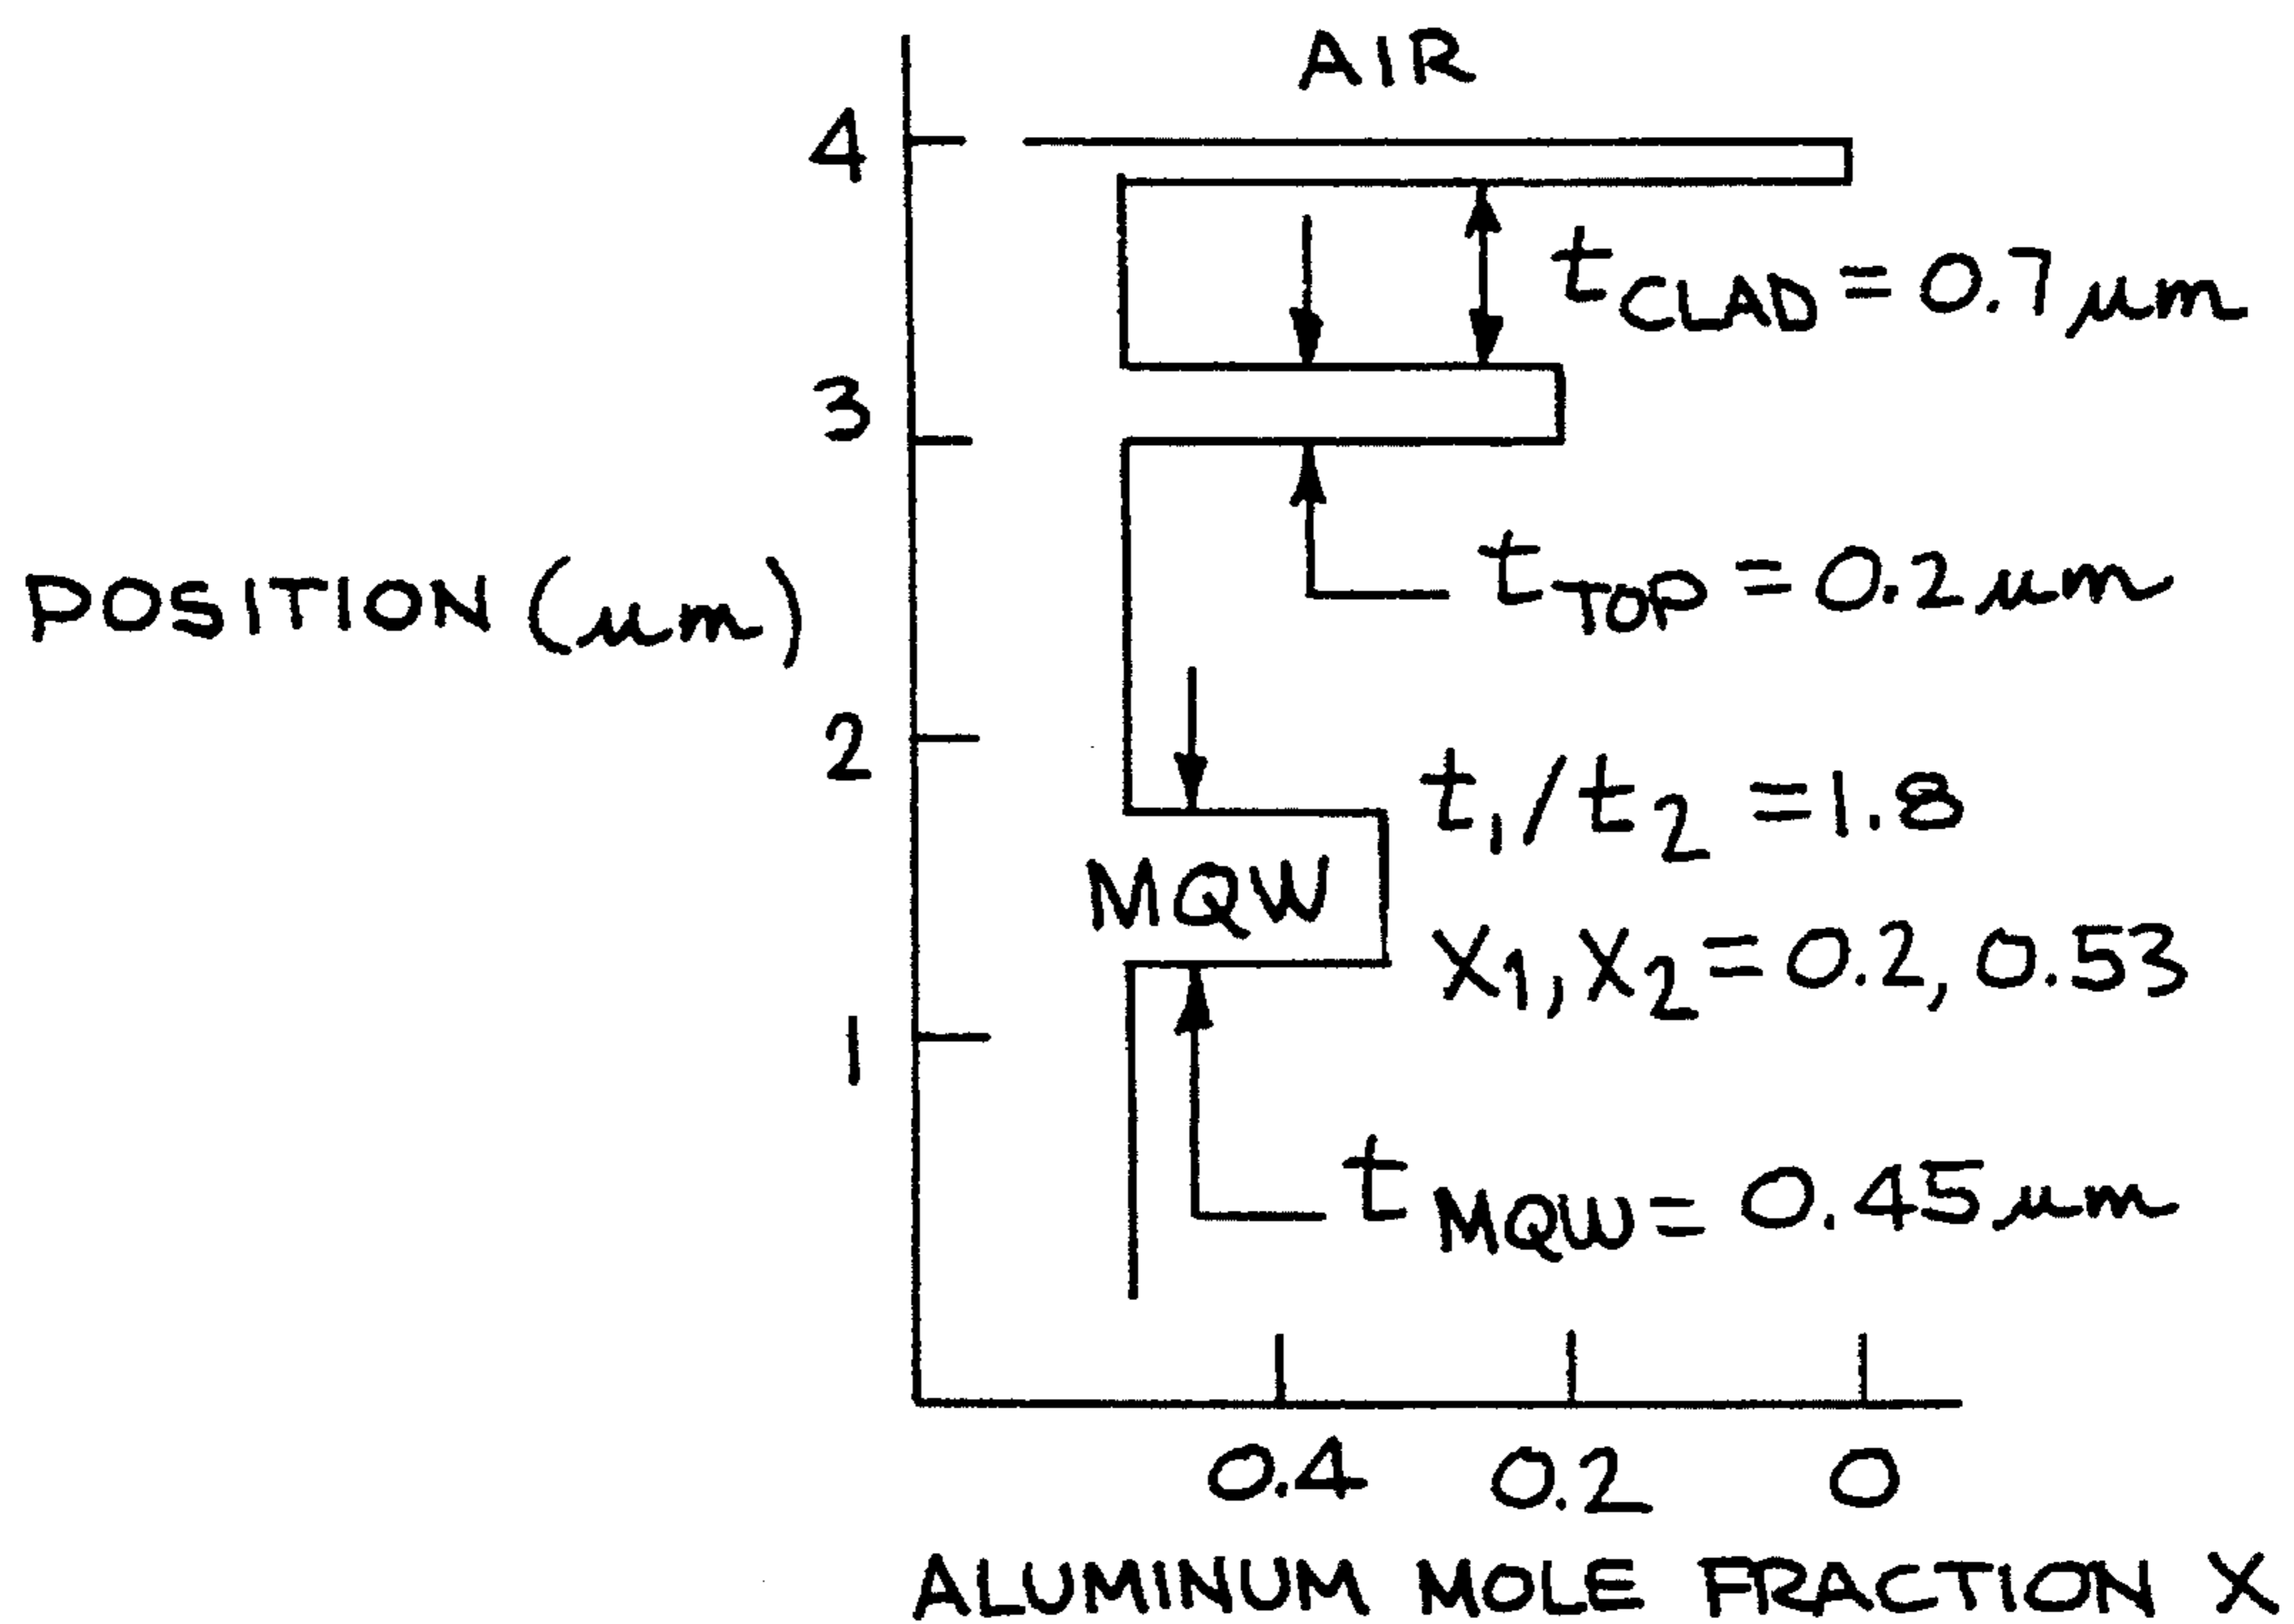 AIR
4
t_CLAD = 0.7 μm
3
t_TOP = 0.2 μm
POSITION (μm)
2
t₁/t₂ = 1.8
MQW
X₁, X₂ = 0.2, 0.53
1
t_MQW = 0.45 μm
0.4 0.2 0
ALUMINUM MOLE FRACTION X